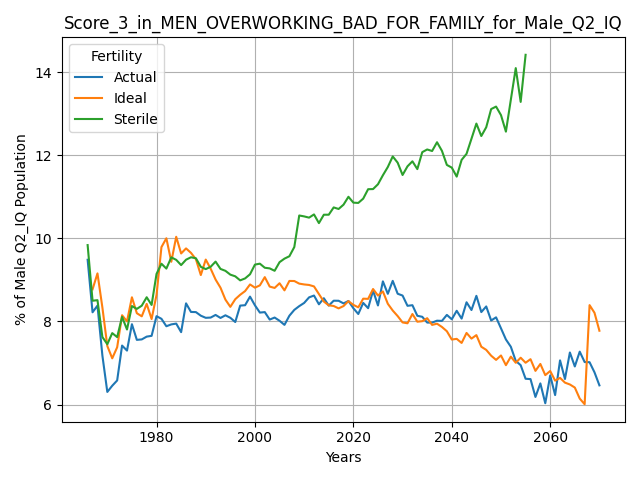 Score_3_in_MEN_OVERWORKING_BAD_FOR_FAMILY_for_Male_Q2_IQ
Fertility
Actual
Ideal
Sterile
% of Male Q2_IQ Population
14
12
10
8
6
1980
2000
2020
2040
2060
Years